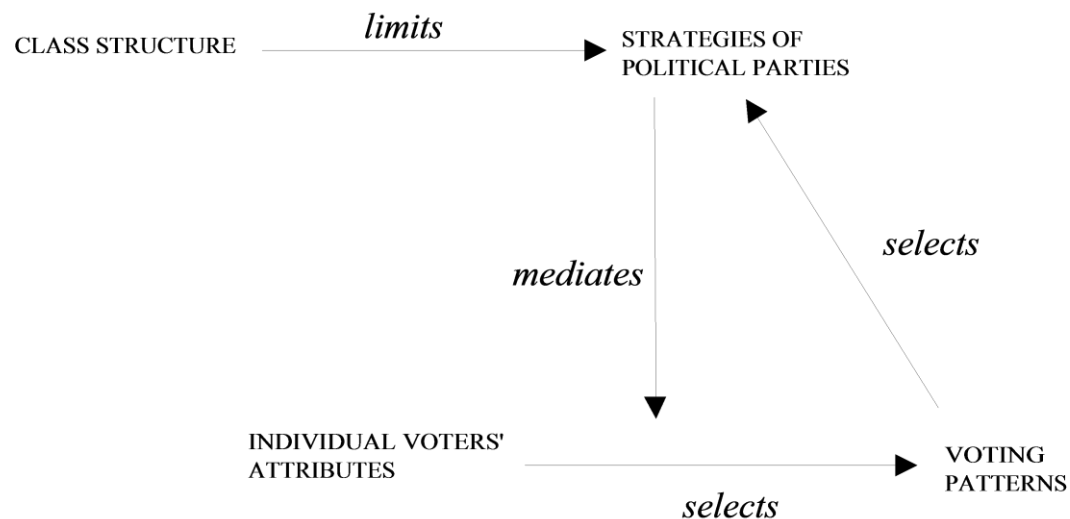 limits
CLASS STRUCTURE
STRATEGIES OF
POLITICAL PARTIES
selects
mediates
INDIVIDUAL VOTERS'
ATTRIBUTES
VOTING
PATTERNS
selects